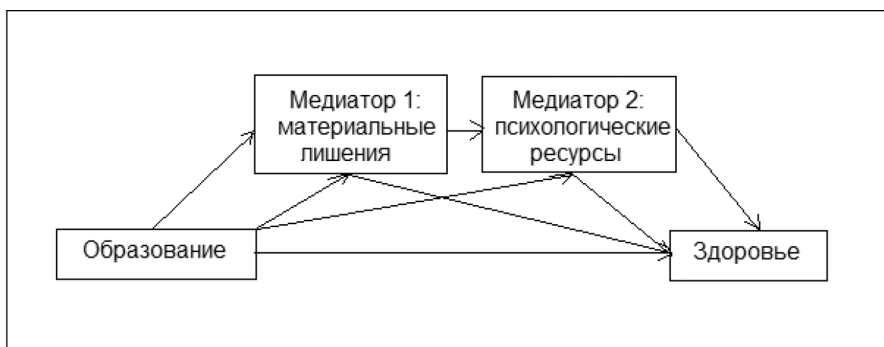 Медиатор 1:
материальные
лишения
Медиатор 2:
психологические
ресурсы
Образование
Здоровье